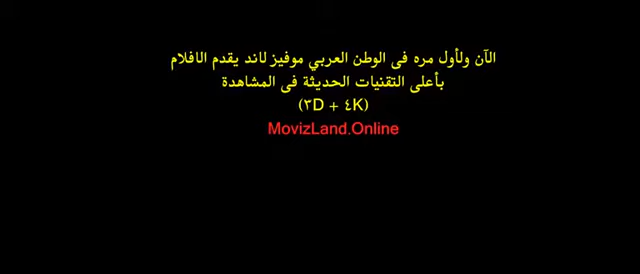 الآن ولأول مره فى الوطن العربي موفيز لاند يقدم الافلام
بأعلى التقنيات الحديثة فى المشاهدة
(٣D + ٤K)
MovizLand.Online